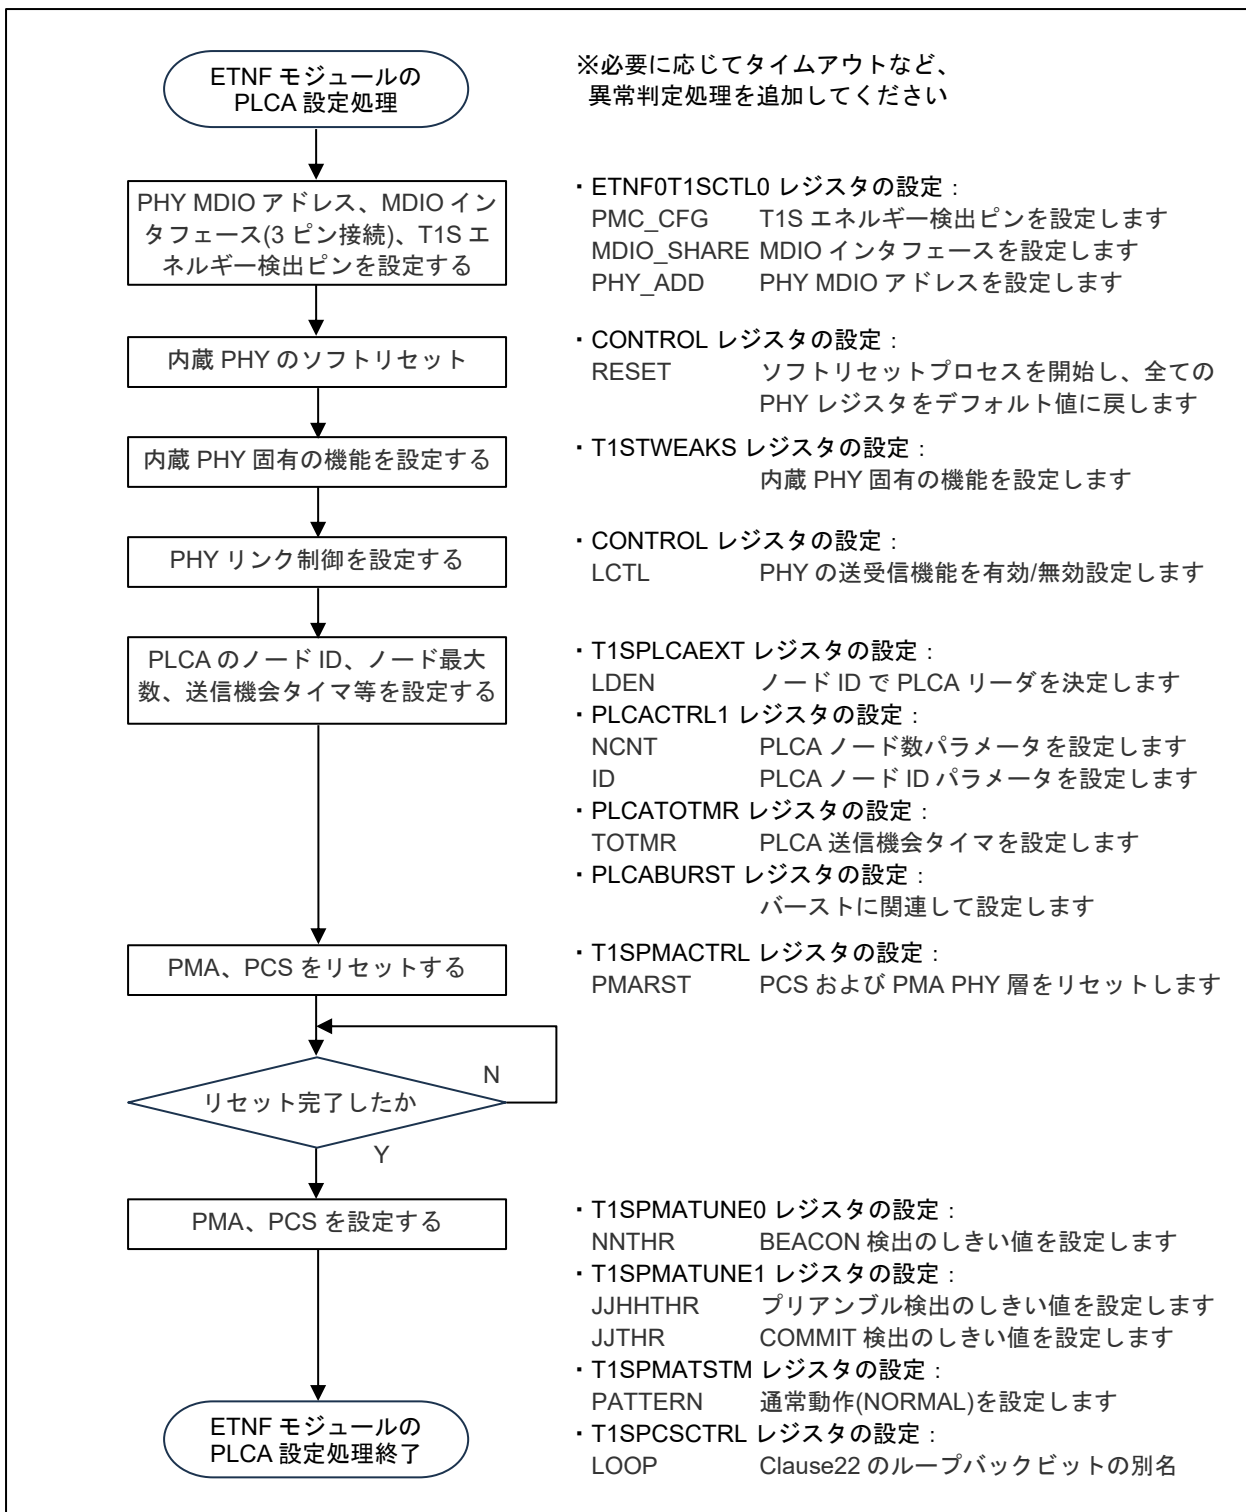 ETNF モジュールの
PLCA 設定処理
※必要に応じてタイムアウトなど、
異常判定処理を追加してください
PHY MDIO アドレス、MDIO イン
タフェース(3 ピン接続)、T1S エ
ネルギー検出ピンを設定する
・ETNF0T1SCTL0 レジスタの設定：
PMC_CFG T1S エネルギー検出ピンを設定します
MDIO_SHARE MDIO インタフェースを設定します
PHY_ADD PHY MDIO アドレスを設定します
内蔵 PHY のソフトリセット
・CONTROL レジスタの設定：
RESET ソフトリセットプロセスを開始し、全ての
PHY レジスタをデフォルト値に戻します
内蔵 PHY 固有の機能を設定する
・T1STWEAKS レジスタの設定：
内蔵 PHY 固有の機能を設定します
PHY リンク制御を設定する
・CONTROL レジスタの設定：
LCTL PHY の送受信機能を有効/無効設定します
PLCA のノード ID、ノード最大
数、送信機会タイマ等を設定する
・T1SPLCAEXT レジスタの設定：
LDEN ノード ID で PLCA リーダを決定します
・PLCACTRL1 レジスタの設定：
NCNT PLCA ノード数パラメータを設定します
ID PLCA ノード ID パラメータを設定します
・PLCATOTMR レジスタの設定：
TOTMR PLCA 送信機会タイマを設定します
・PLCABURST レジスタの設定：
バーストに関連して設定します
PMA、PCS をリセットする
・T1SPMACTRL レジスタの設定：
PMARST PCS および PMA PHY 層をリセットします
リセット完了したか
N
Y
PMA、PCS を設定する
・T1SPMATUNE0 レジスタの設定：
NNTHR BEACON 検出のしきい値を設定します
・T1SPMATUNE1 レジスタの設定：
JJHHTHR プリアンブル検出のしきい値を設定します
JJTHR COMMIT 検出のしきい値を設定します
・T1SPMATSTM レジスタの設定：
PATTERN 通常動作(NORMAL)を設定します
・T1SPCSCTRL レジスタの設定：
LOOP Clause22 のループバックビットの別名
ETNF モジュールの
PLCA 設定処理終了